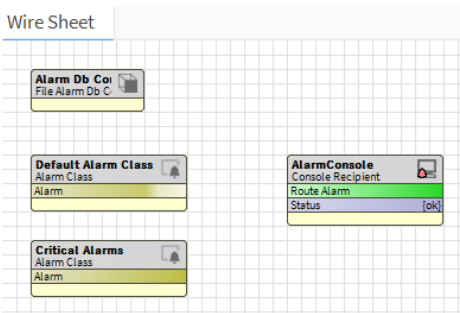 Wire Sheet
Alarm Db Co
File Alarm Db C
Default Alarm Class
Alarm Class
Alarm
AlarmConsole
Console Recipient
Route Alarm
Status {ok}
Critical Alarms
Alarm Class
Alarm